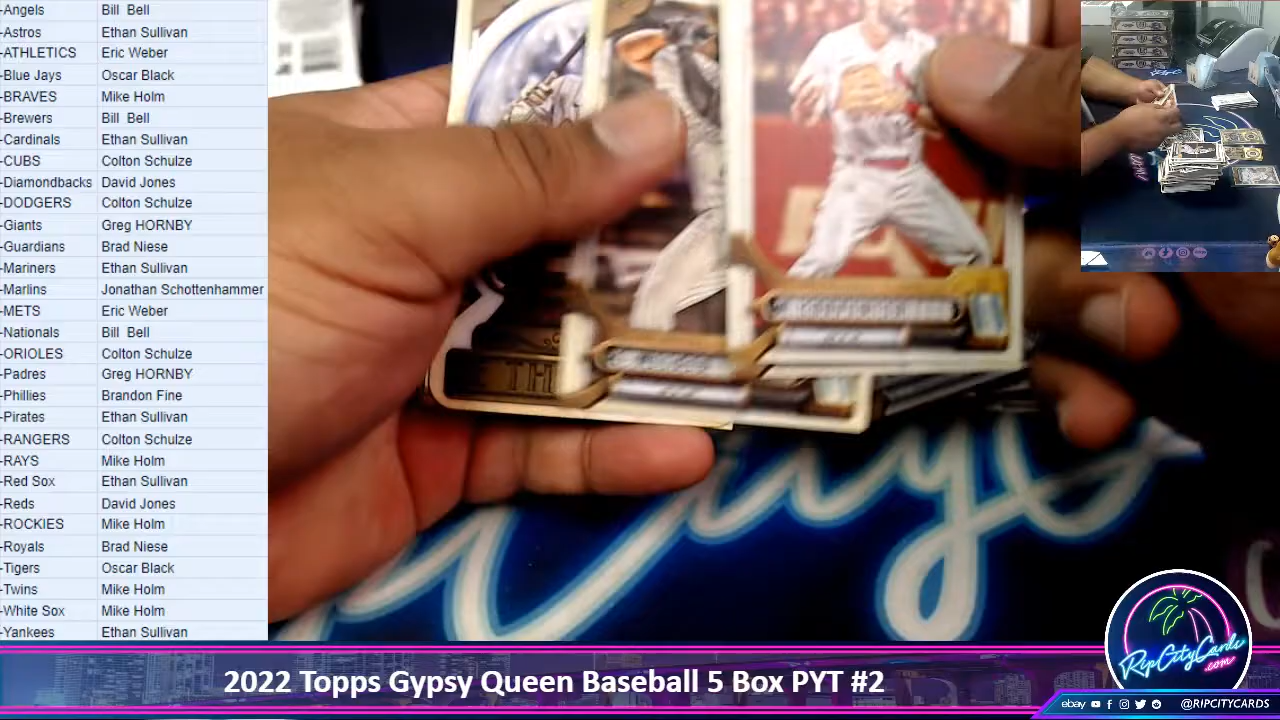 -Angels Bill Bell
-Astros Ethan Sullivan
-ATHLETICS Eric Weber
-Blue Jays Oscar Black
-BRAVES Mike Holm
-Brewers Bill Bell
-Cardinals Ethan Sullivan
-CUBS Colton Schulze
-Diamondbacks David Jones
-DODGERS Colton Schulze
-Giants Greg HORNBY
-Guardians Brad Niese
-Mariners Ethan Sullivan
-Marlins Jonathan Schottenhammer
-METS Eric Weber
-Nationals Bill Bell
-ORIOLES Colton Schulze
-Padres Greg HORNBY
-Phillies Brandon Fine
-Pirates Ethan Sullivan
-RANGERS Colton Schulze
-RAYS Mike Holm
-Red Sox Ethan Sullivan
-Reds David Jones
-ROCKIES Mike Holm
-Royals Brad Niese
-Tigers Oscar Black
-Twins Mike Holm
-White Sox Mike Holm
-Yankees Ethan Sullivan
TH
2022 Topps Gypsy Queen Baseball 5 Box PYT #2
RipCityCards
.com
ebay @RIPCITYCARDS